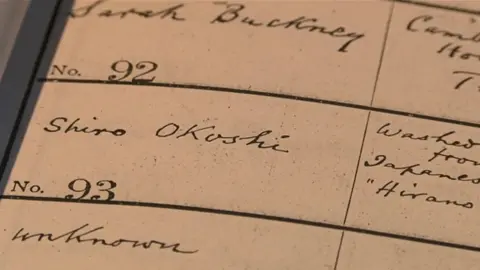 Sarah Buckney
No. 92
Shiro Okoshi
Washed
from
Japanese
"Hirano
No. 93
unknown